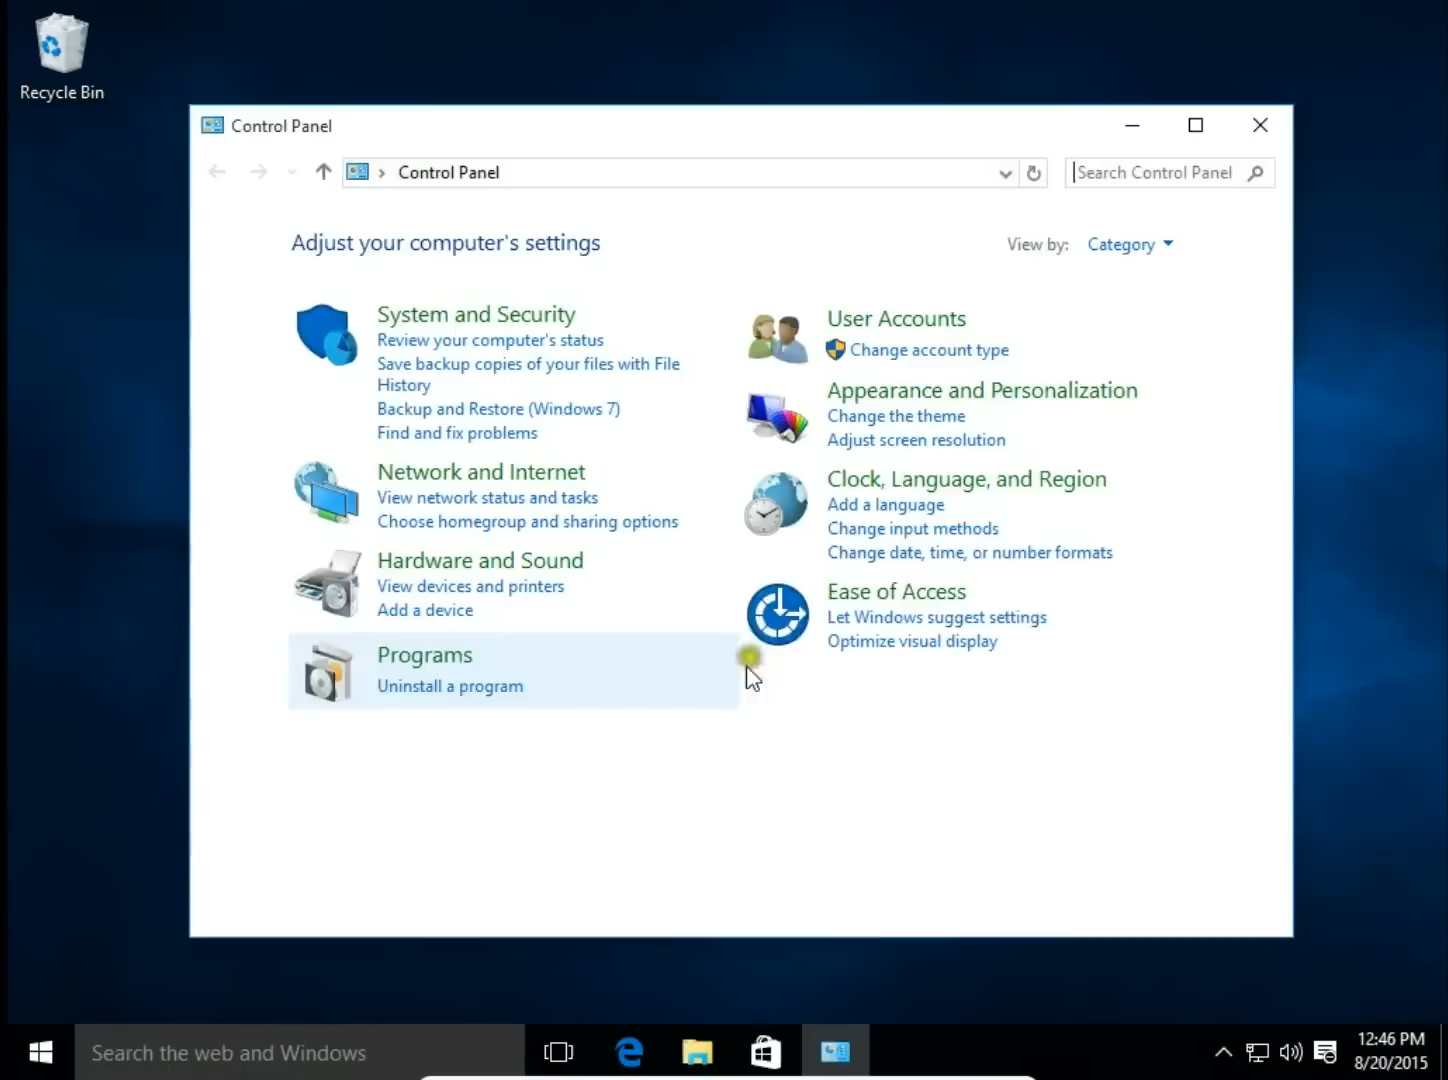 Recycle Bin
Control Panel
Control Panel
Search Control Panel
Adjust your computer's settings
View by: Category
System and Security
Review your computer's status
Save backup copies of your files with File
History
Backup and Restore (Windows 7)
Find and fix problems
Network and Internet
View network status and tasks
Choose homegroup and sharing options
Hardware and Sound
View devices and printers
Add a device
Programs
Uninstall a program
User Accounts
Change account type
Appearance and Personalization
Change the theme
Adjust screen resolution
Clock, Language, and Region
Add a language
Change input methods
Change date, time, or number formats
Ease of Access
Let Windows suggest settings
Optimize visual display
Search the web and Windows
12:46 PM
8/20/2015